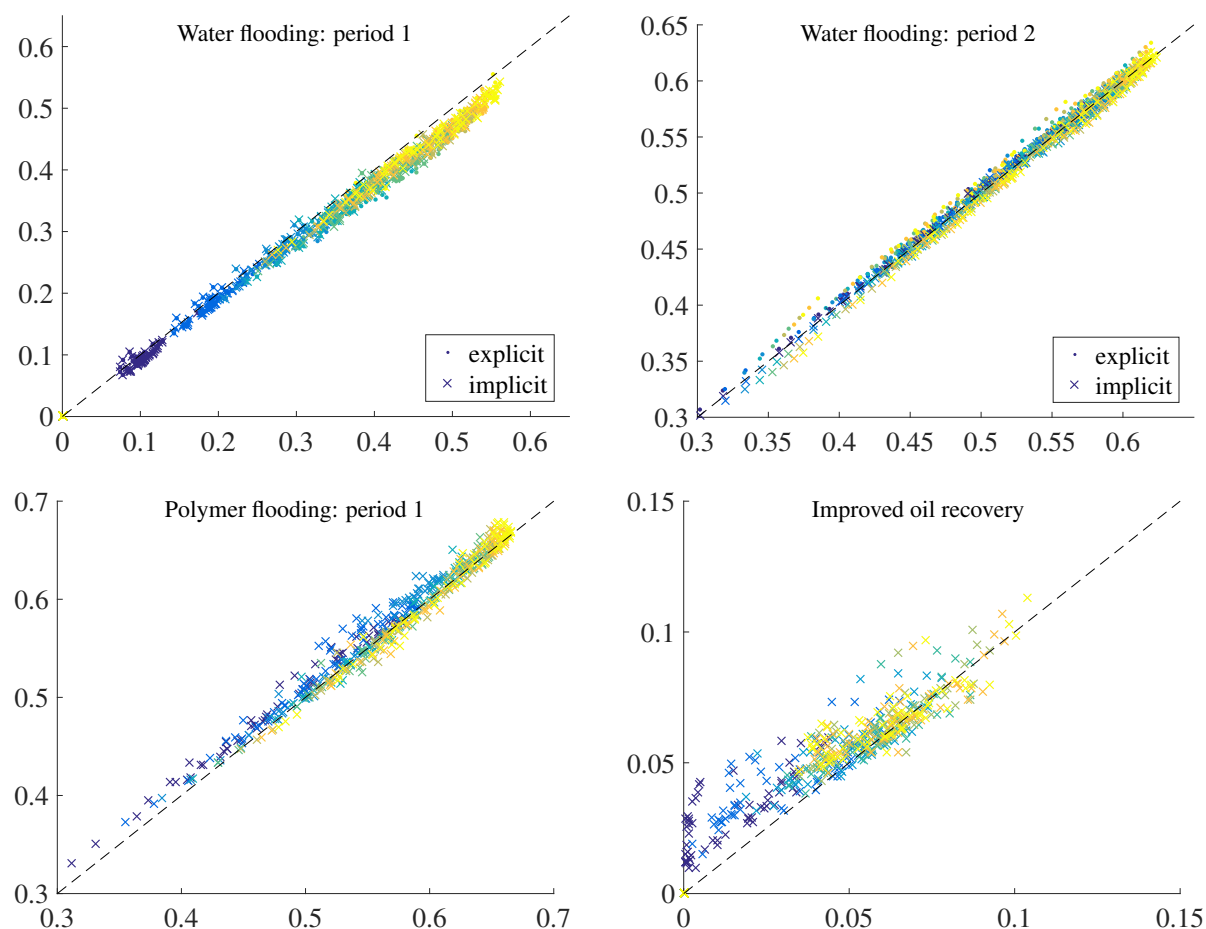 Water flooding: period 1
0.6
0.5
0.4
0.3
0.2
0.1
0
explicit
implicit
0 0.1 0.2 0.3 0.4 0.5 0.6
Water flooding: period 2
0.65
0.6
0.55
0.5
0.45
0.4
0.35
0.3
explicit
implicit
0.3 0.35 0.4 0.45 0.5 0.55 0.6
Polymer flooding: period 1
0.7
0.6
0.5
0.4
0.3
0.3 0.4 0.5 0.6 0.7
Improved oil recovery
0.15
0.1
0.05
0
0 0.05 0.1 0.15